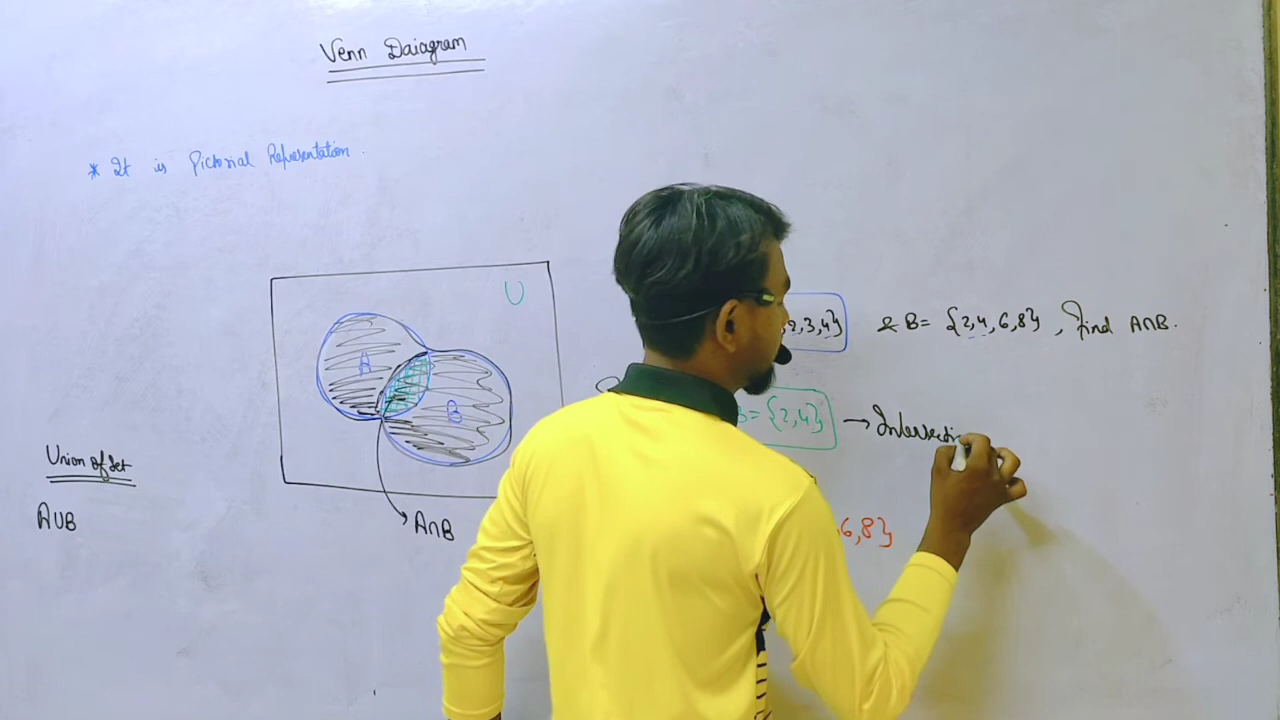 Venn Daiagram
* It is Pictorial Representation.
U
A
B
A∩B
Union of Set
A∪B
2,3,4} & B= {2,4,6,8} , Find A∩B.
B= {2,4} → Intersecti
6,8}